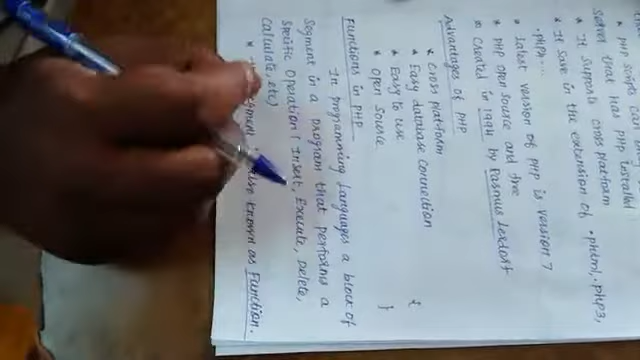 * PHP scripts can only
server that has PHP installed
* It supports cross platform
* It save in the extension of .phtml, .php3,
.php4...
* Latest version of PHP is version 7
* PHP open source and free
* Created in 1994 by Rasmus Lerdorf
Advantages of PHP
* Cross platform
* Easy database connection
* Easy to use
* Open source
{
}
Functions in PHP
In programming languages a block of
Segment in a program that performs a
Specific Operation (Insert, Execute, Delete,
Calculate etc)
* known as Function.